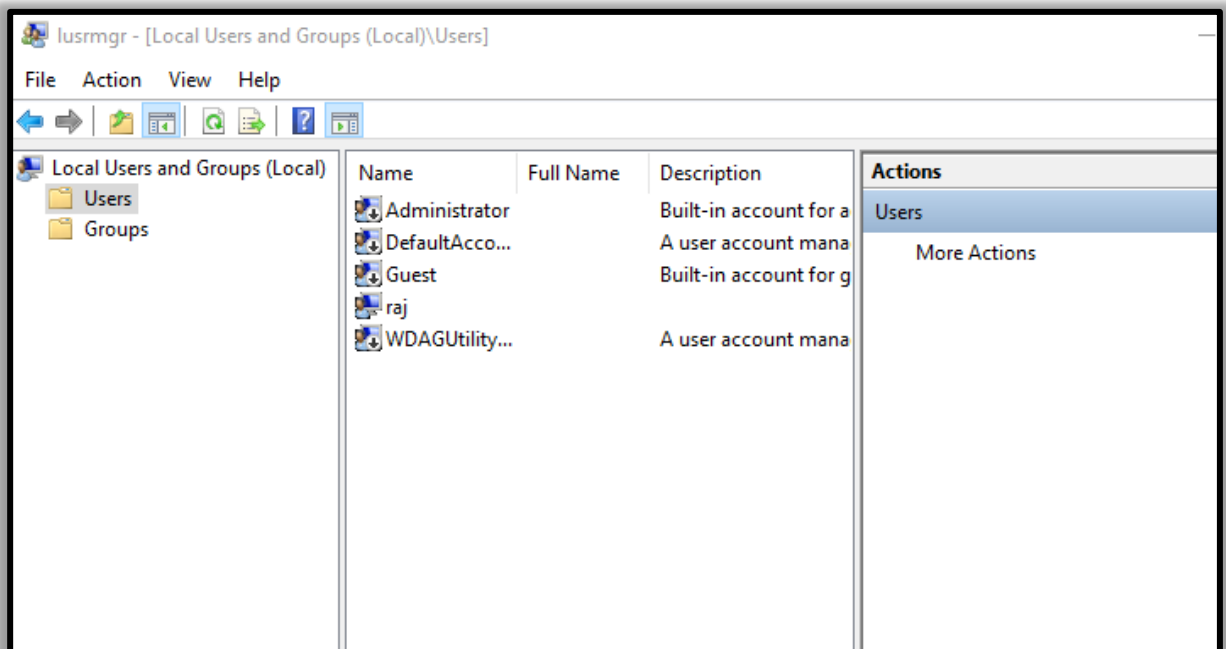 lusrmgr - [Local Users and Groups (Local)\Users]
File Action View Help
Local Users and Groups (Local)
Users
Groups
Name Full Name Description
Administrator Built-in account for a
DefaultAcco... A user account mana
Guest Built-in account for g
raj
WDAGUtility... A user account mana
Actions
Users
More Actions